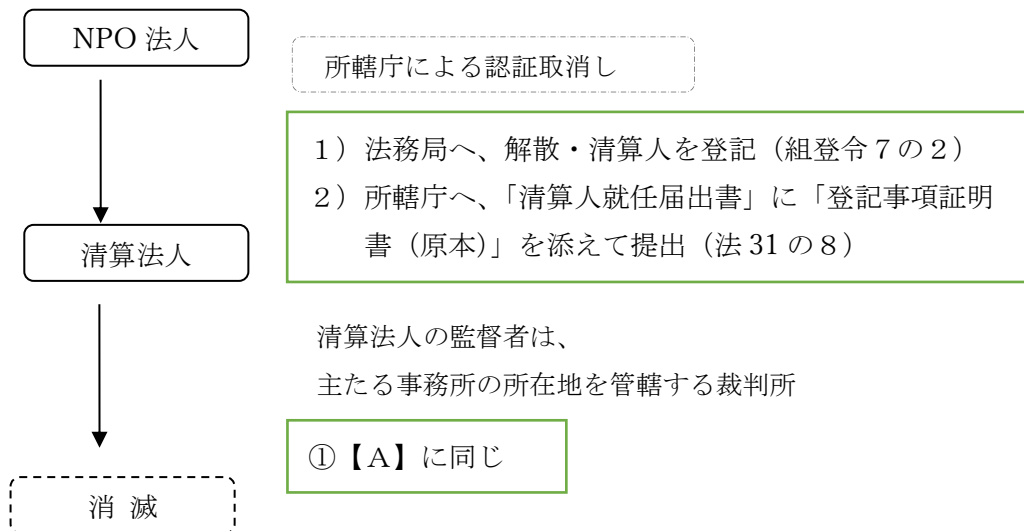 NPO 法人
所轄庁による認証取消し
１）法務局へ、解散・清算人を登記（組登令７の２）
２）所轄庁へ、「清算人就任届出書」に「登記事項証明
書（原本）」を添えて提出（法 31 の８）
清算法人
清算法人の監督者は、
主たる事務所の所在地を管轄する裁判所
①【Ａ】に同じ
消 滅